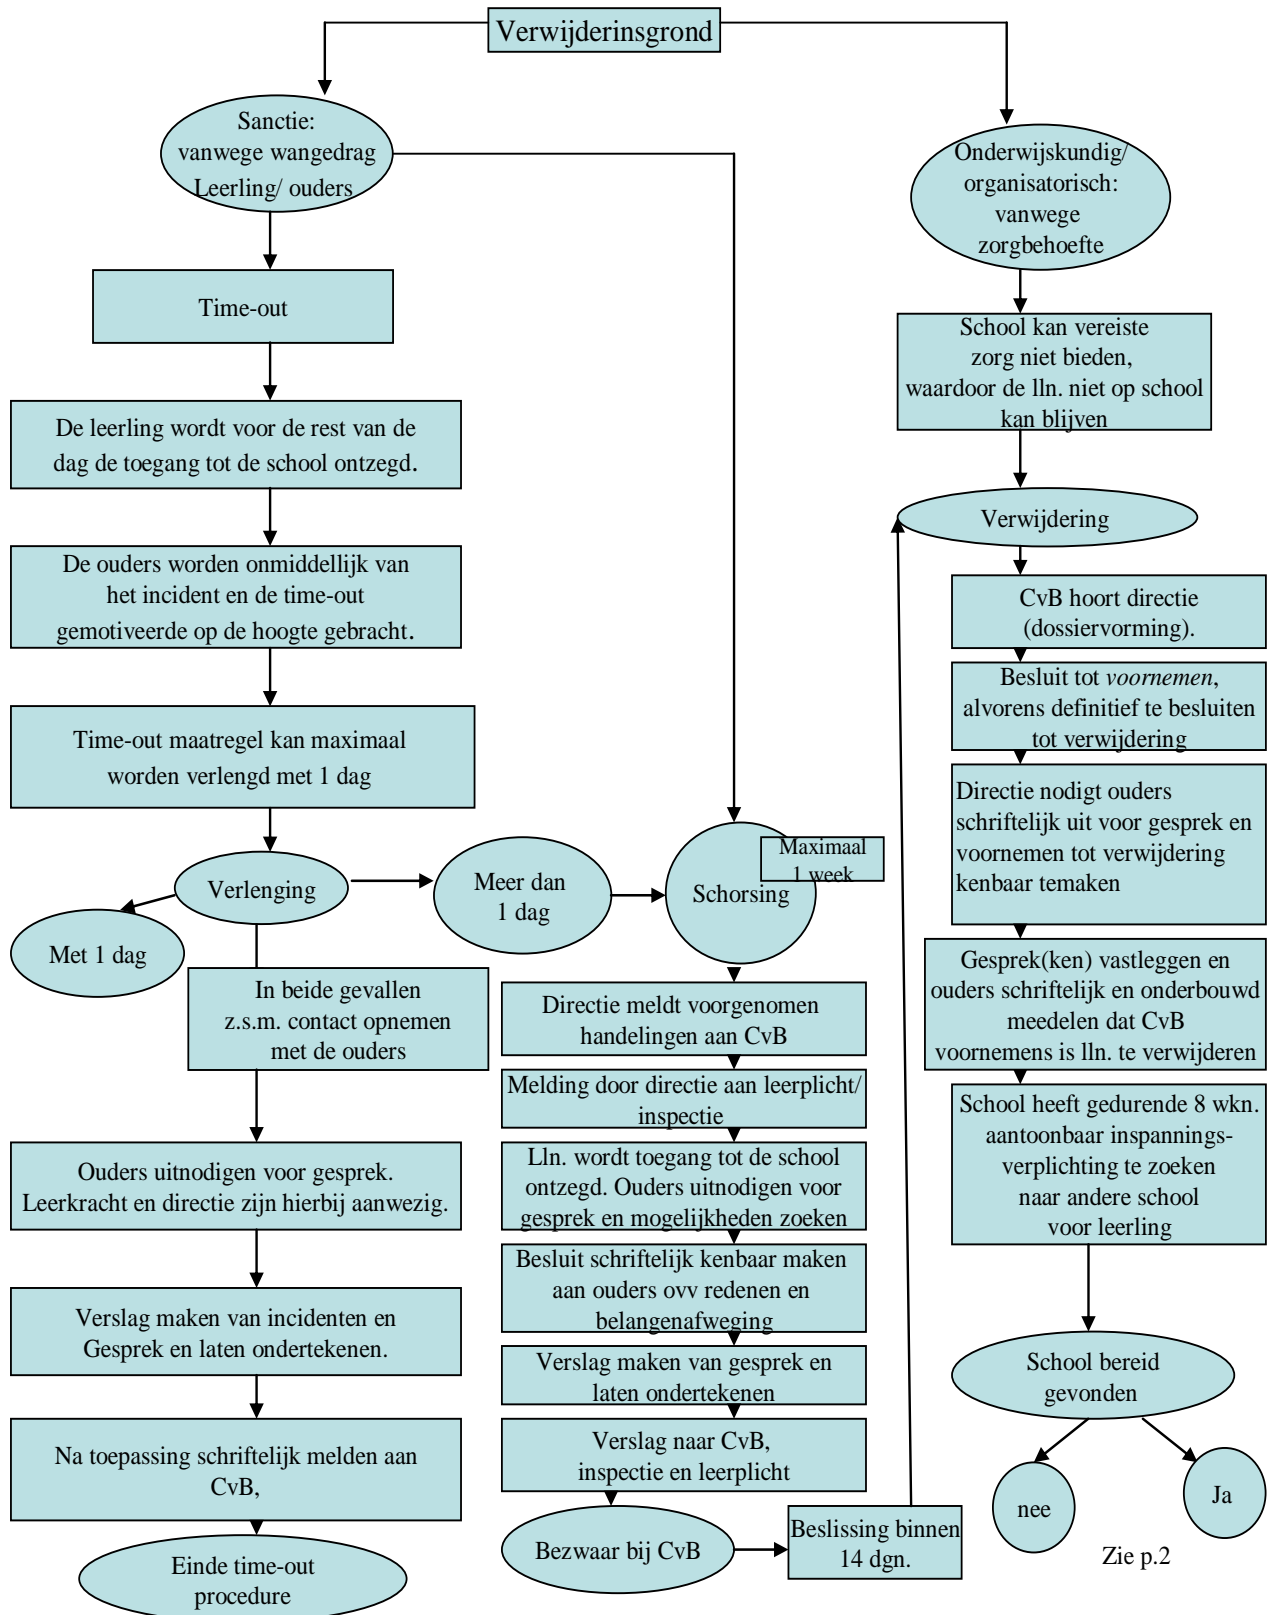 Verwijderinsgrond
Sanctie:
vanwege wangedrag
Leerling/ ouders
Time-out
De leerling wordt voor de rest van de
dag de toegang tot de school ontzegd.
De ouders worden onmiddellijk van
het incident en de time-out
gemotiveerde op de hoogte gebracht.
Time-out maatregel kan maximaal
worden verlengd met 1 dag
Verlenging
Met 1 dag
Meer dan
1 dag
In beide gevallen
z.s.m. contact opnemen
met de ouders
Ouders uitnodigen voor gesprek.
Leerkracht en directie zijn hierbij aanwezig.
Verslag maken van incidenten en
Gesprek en laten ondertekenen.
Na toepassing schriftelijk melden aan
CvB,
Einde time-out
procedure
Schorsing
Maximaal
1 week
Directie meldt voorgenomen
handelingen aan CvB
Melding door directie aan leerplicht/
inspectie
Lln. wordt toegang tot de school
ontzegd. Ouders uitnodigen voor
gesprek en mogelijkheden zoeken
Besluit schriftelijk kenbaar maken
aan ouders ovv redenen en
belangenafweging
Verslag maken van gesprek en
laten ondertekenen
Verslag naar CvB,
inspectie en leerplicht
Bezwaar bij CvB
Beslissing binnen
14 dgn.
Onderwijskundig/
organisatorisch:
vanwege
zorgbehoefte
School kan vereiste
zorg niet bieden,
waardoor de lln. niet op school
kan blijven
Verwijdering
CvB hoort directie
(dossiervorming).
Besluit tot voornemen,
alvorens definitief te besluiten
tot verwijdering
Directie nodigt ouders
schriftelijk uit voor gesprek en
voornemen tot verwijdering
kenbaar temaken
Gesprek(ken) vastleggen en
ouders schriftelijk en onderbouwd
meedelen dat CvB
voornemens is lln. te verwijderen
School heeft gedurende 8 wkn.
aantoonbaar inspannings-
verplichting te zoeken
naar andere school
voor leerling
School bereid
gevonden
nee
Ja
Zie p.2